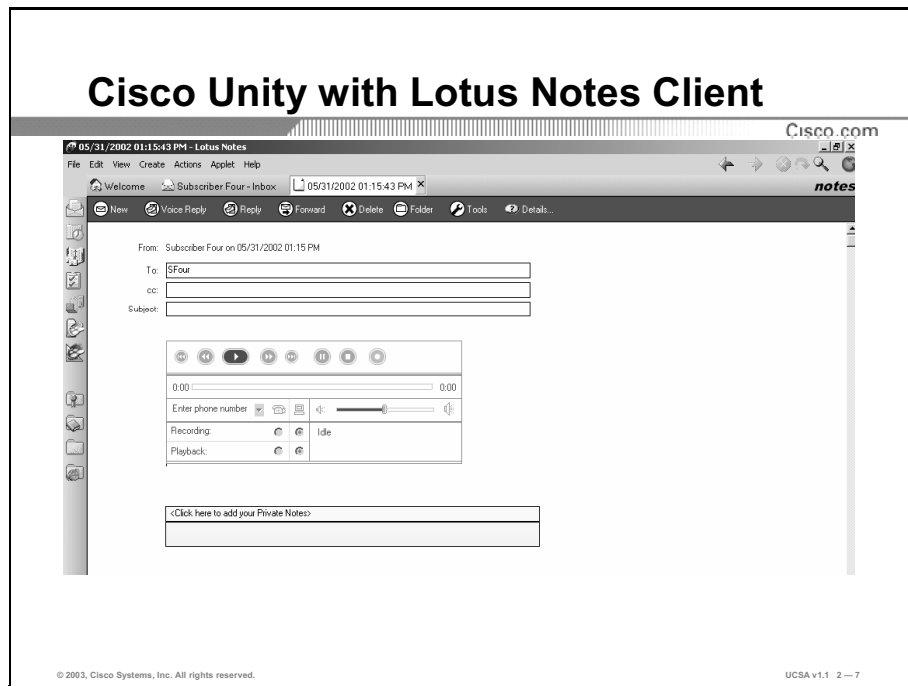 Cisco Unity with Lotus Notes Client
Cisco.com
05/31/2002 01:15:43 PM - Lotus Notes
File Edit View Create Actions Applet Help
Welcome Subscriber Four - Inbox 05/31/2002 01:15:43 PM
notes
New Voice Reply Reply Forward Delete Folder Tools Details...
From: Subscriber Four on 05/31/2002 01:15 PM
To: SFour
cc:
Subject:
0:00 0:00
Enter phone number
Recording: Idle
Playback:
<Click here to add your Private Notes>
© 2003, Cisco Systems, Inc. All rights reserved. UCSA v1.1 2—7